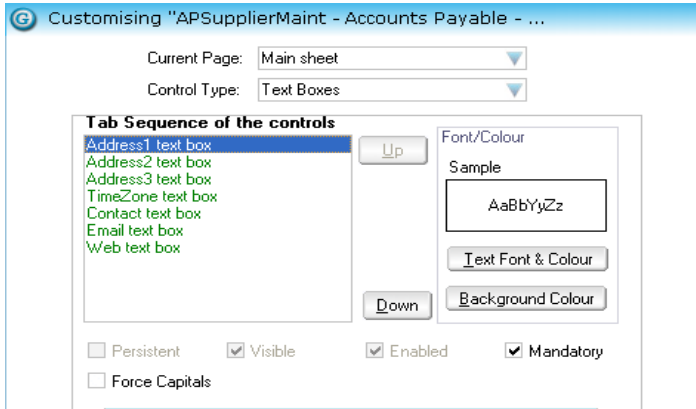 G Customising "APSupplierMaint - Accounts Payable - ...
Current Page: Main sheet
Control Type: Text Boxes
Tab Sequence of the controls
Address1 text box
Address2 text box
Address3 text box
TimeZone text box
Contact text box
Email text box
Web text box
Up
Down
Font/Colour
Sample
AaBbYyZz
Text Font & Colour
Background Colour
Persistent Visible Enabled Mandatory
Force Capitals